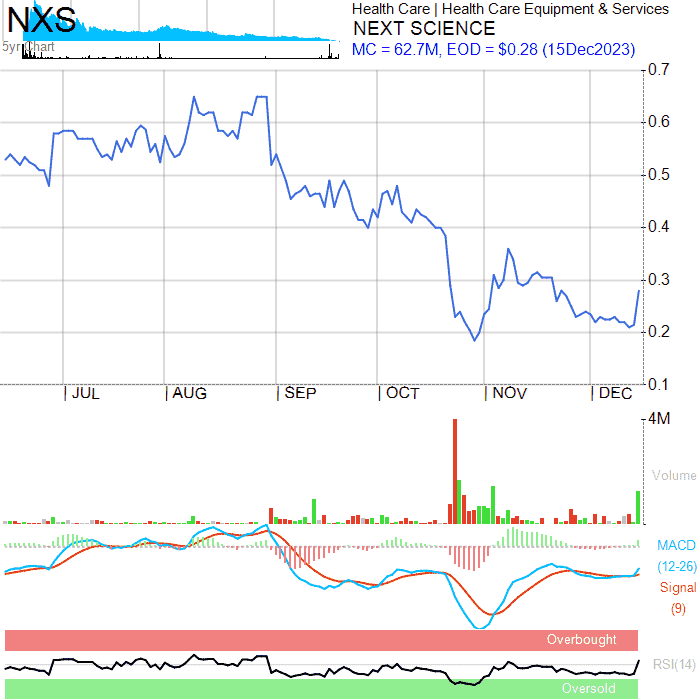 NXS
Health Care | Health Care Equipment & Services
NEXT SCIENCE
MC = 62.7M, EOD = $0.28 (15Dec2023)
5yr Chart
0.7
0.6
0.5
0.4
0.3
0.2
0.1
| JUL | AUG | SEP | OCT | NOV | DEC
4M
Volume
MACD
(12-26)
Signal
(9)
Overbought
RSI(14)
Oversold